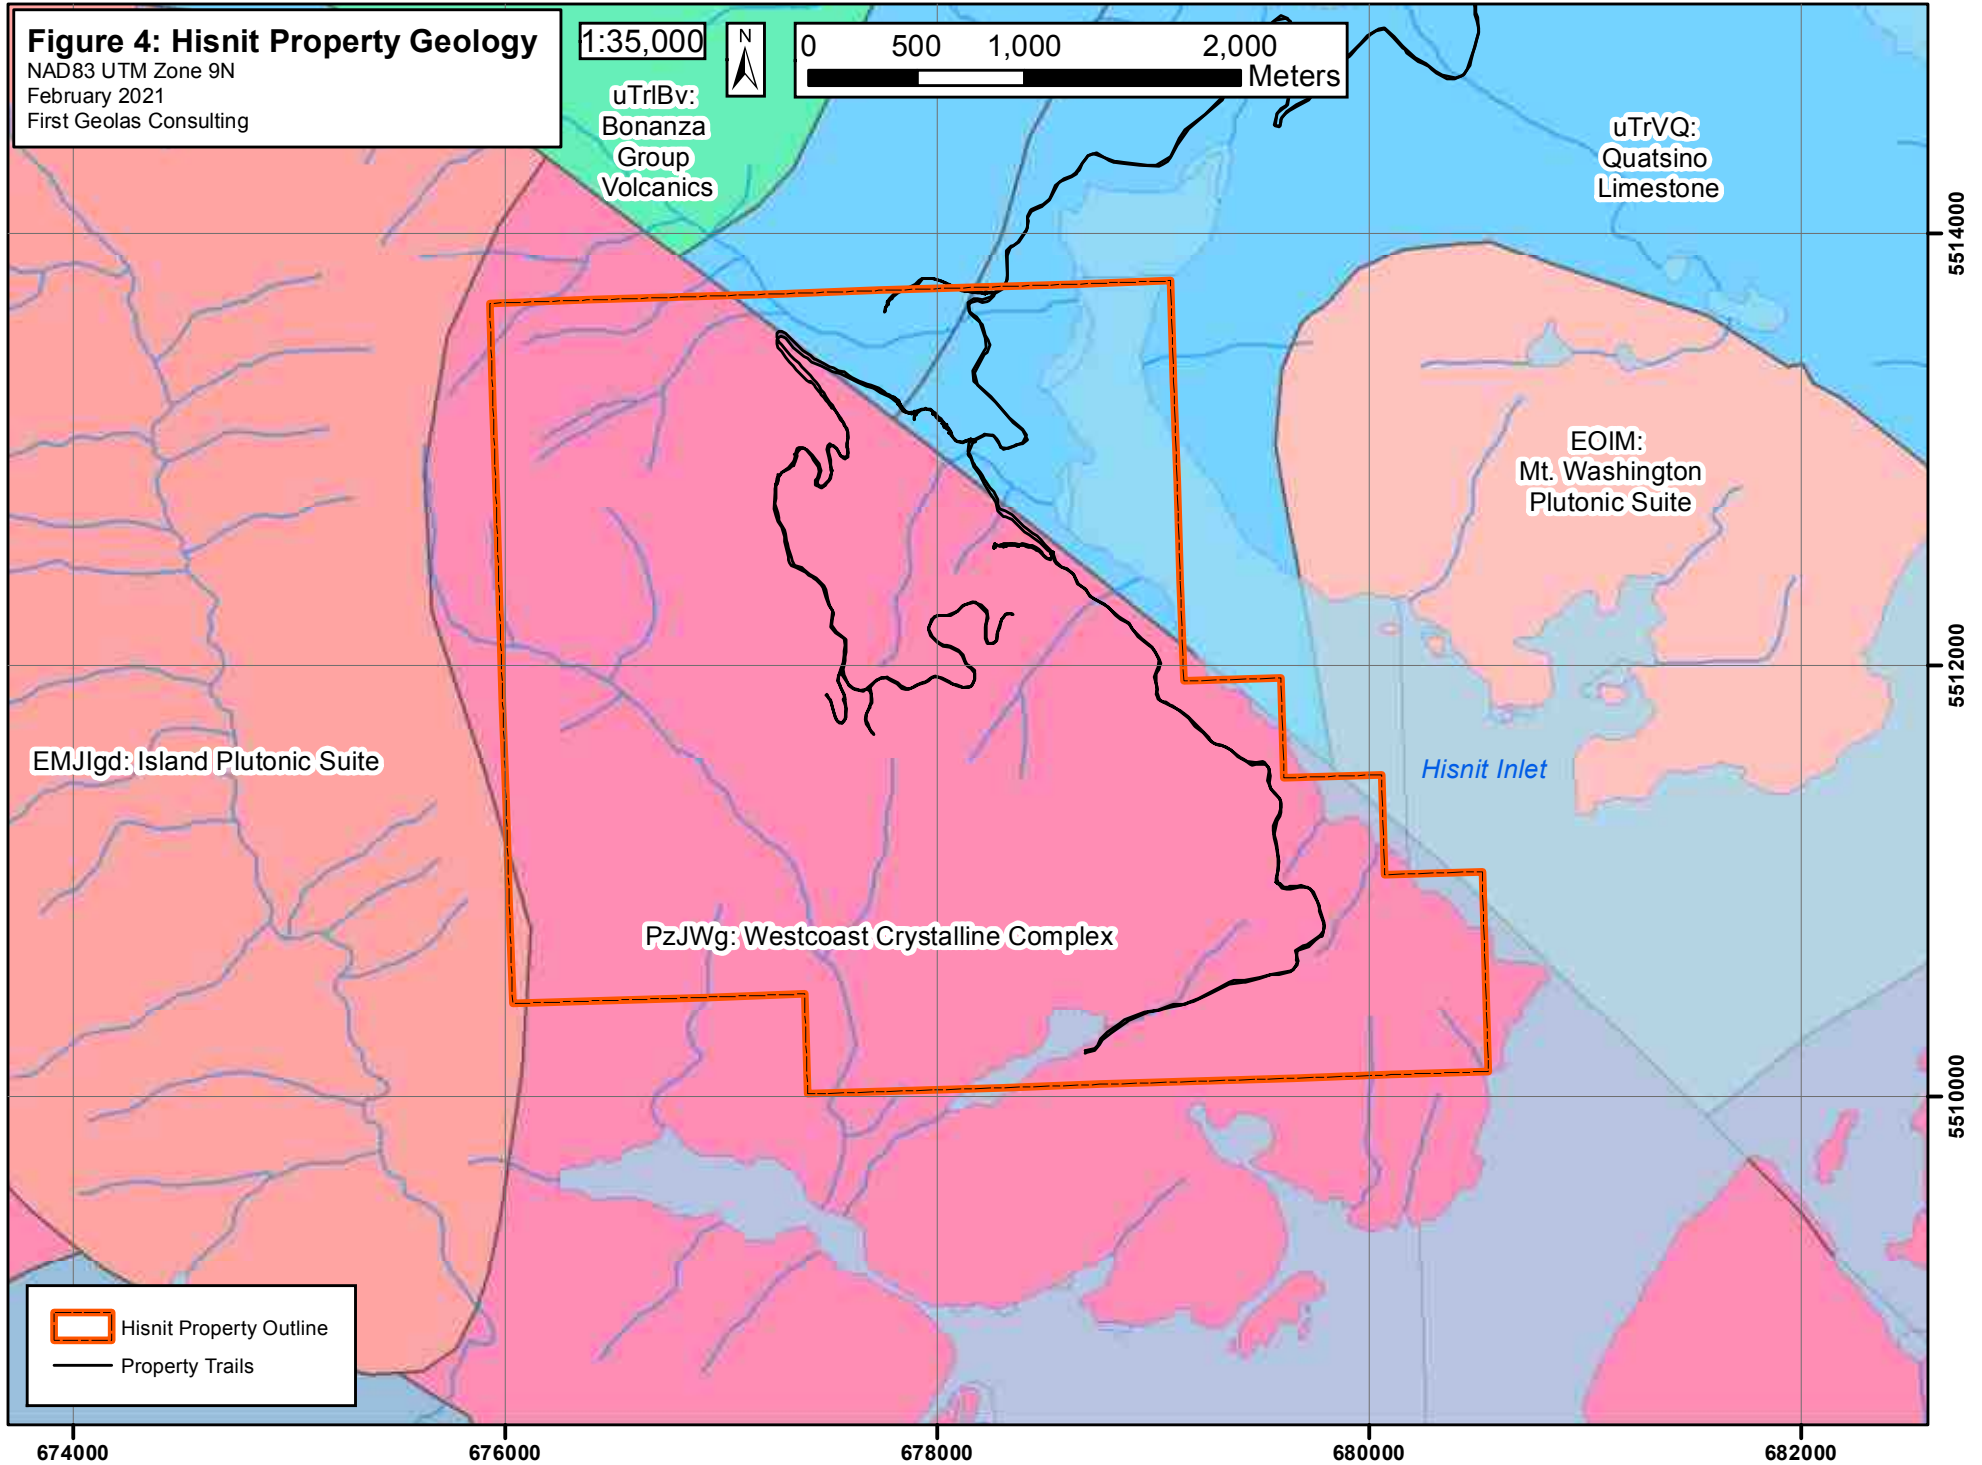 Figure 4: Hisnit Property Geology
NAD83 UTM Zone 9N
February 2021
First Geolas Consulting
1:35,000
N
0 500 1,000 2,000
Meters
uTrlBv:
Bonanza
Group
Volcanics
uTrVQ:
Quatsino
Limestone
EOIM:
Mt. Washington
Plutonic Suite
EMJIgd: Island Plutonic Suite
Hisnit Inlet
PzJWg: Westcoast Crystalline Complex
5514000
5512000
5510000
Hisnit Property Outline
Property Trails
674000 676000 678000 680000 682000